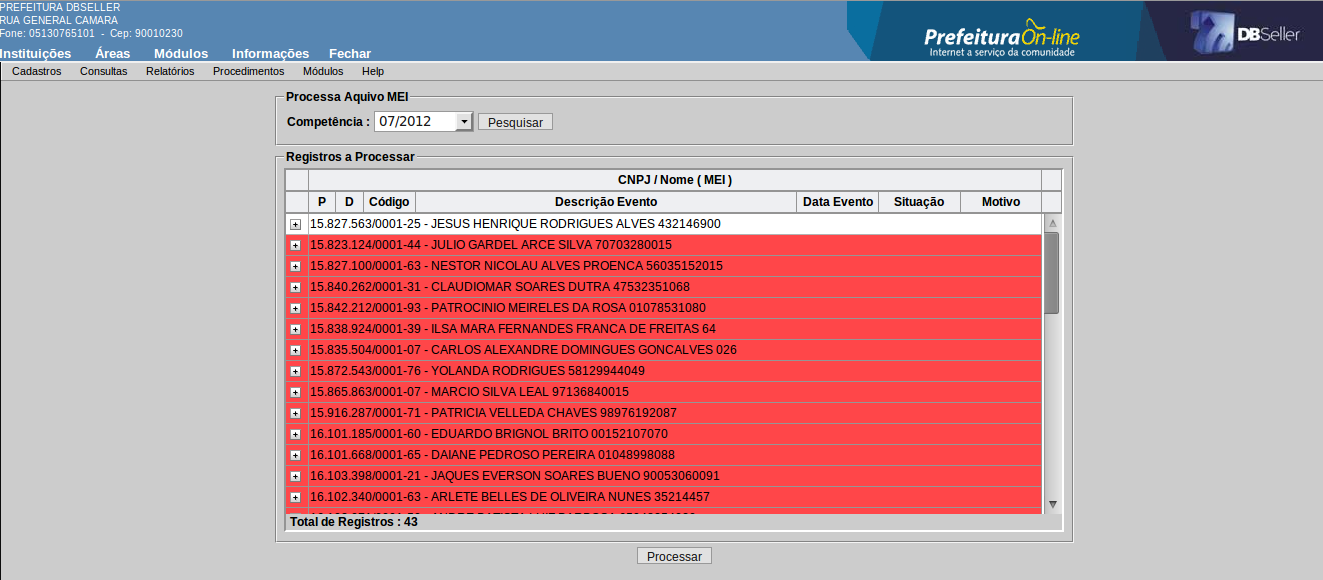 PREFEITURA DBSELLER
RUA GENERAL CAMARA
Fone: 05130765101 - Cep: 90010230
Instituições Áreas Módulos Informações Fechar
PrefeituraOn-line
Internet a serviço da comunidade
DBSeller
Cadastros Consultas Relatórios Procedimentos Módulos Help
Processa Aquivo MEI
Competência : 07/2012 Pesquisar
Registros a Processar
CNPJ / Nome ( MEI )
P D Código Descrição Evento Data Evento Situação Motivo
15.827.563/0001-25 - JESUS HENRIQUE RODRIGUES ALVES 432146900
15.823.124/0001-44 - JULIO GARDEL ARCE SILVA 70703280015
15.827.100/0001-63 - NESTOR NICOLAU ALVES PROENCA 56035152015
15.840.262/0001-31 - CLAUDIOMAR SOARES DUTRA 47532351068
15.842.212/0001-93 - PATROCINIO MEIRELES DA ROSA 01078531080
15.838.924/0001-39 - ILSA MARA FERNANDES FRANCA DE FREITAS 64
15.835.504/0001-07 - CARLOS ALEXANDRE DOMINGUES GONCALVES 026
15.872.543/0001-76 - YOLANDA RODRIGUES 58129944049
15.865.863/0001-07 - MARCIO SILVA LEAL 97136840015
15.916.287/0001-71 - PATRICIA VELLEDA CHAVES 98976192087
16.101.185/0001-60 - EDUARDO BRIGNOL BRITO 00152107070
16.101.668/0001-65 - DAIANE PEDROSO PEREIRA 01048998088
16.103.398/0001-21 - JAQUES EVERSON SOARES BUENO 90053060091
16.102.340/0001-63 - ARLETE BELLES DE OLIVEIRA NUNES 35214457
Total de Registros : 43
Processar